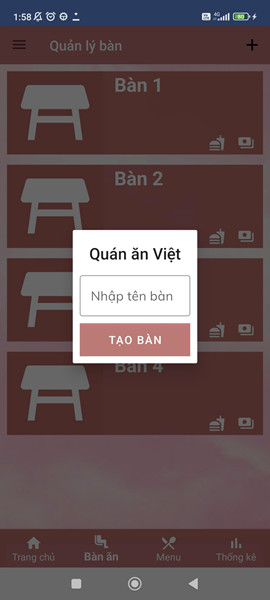 1:58
4G
Quản lý bàn
Bàn 1
Bàn 2
Quán ăn Việt
Nhập tên bàn
TẠO BÀN
Bàn 4
Trang chủ
Bàn ăn
Menu
Thống kê